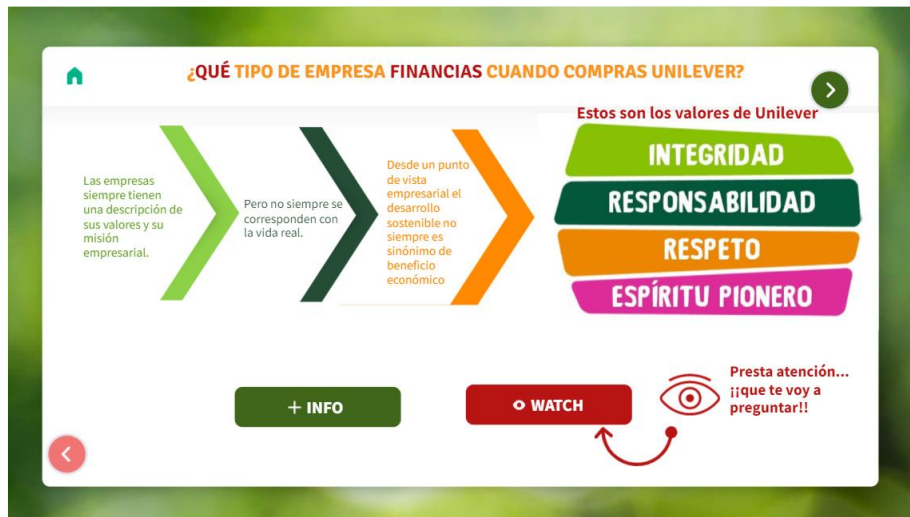 ¿QUÉ TIPO DE EMPRESA FINANCIAS CUANDO COMPRAS UNILEVER?
Las empresas
siempre tienen
una descripción de
sus valores y su
misión
empresarial.
Pero no siempre se
corresponden con
la vida real.
Desde un punto
de vista
empresarial el
desarrollo
sostenible no
siempre es
sinónimo de
beneficio
económico
Estos son los valores de Unilever
INTEGRIDAD
RESPONSABILIDAD
RESPETO
ESPÍRITU PIONERO
+ INFO
WATCH
Presta atención...
¡¡que te voy a
preguntar!!